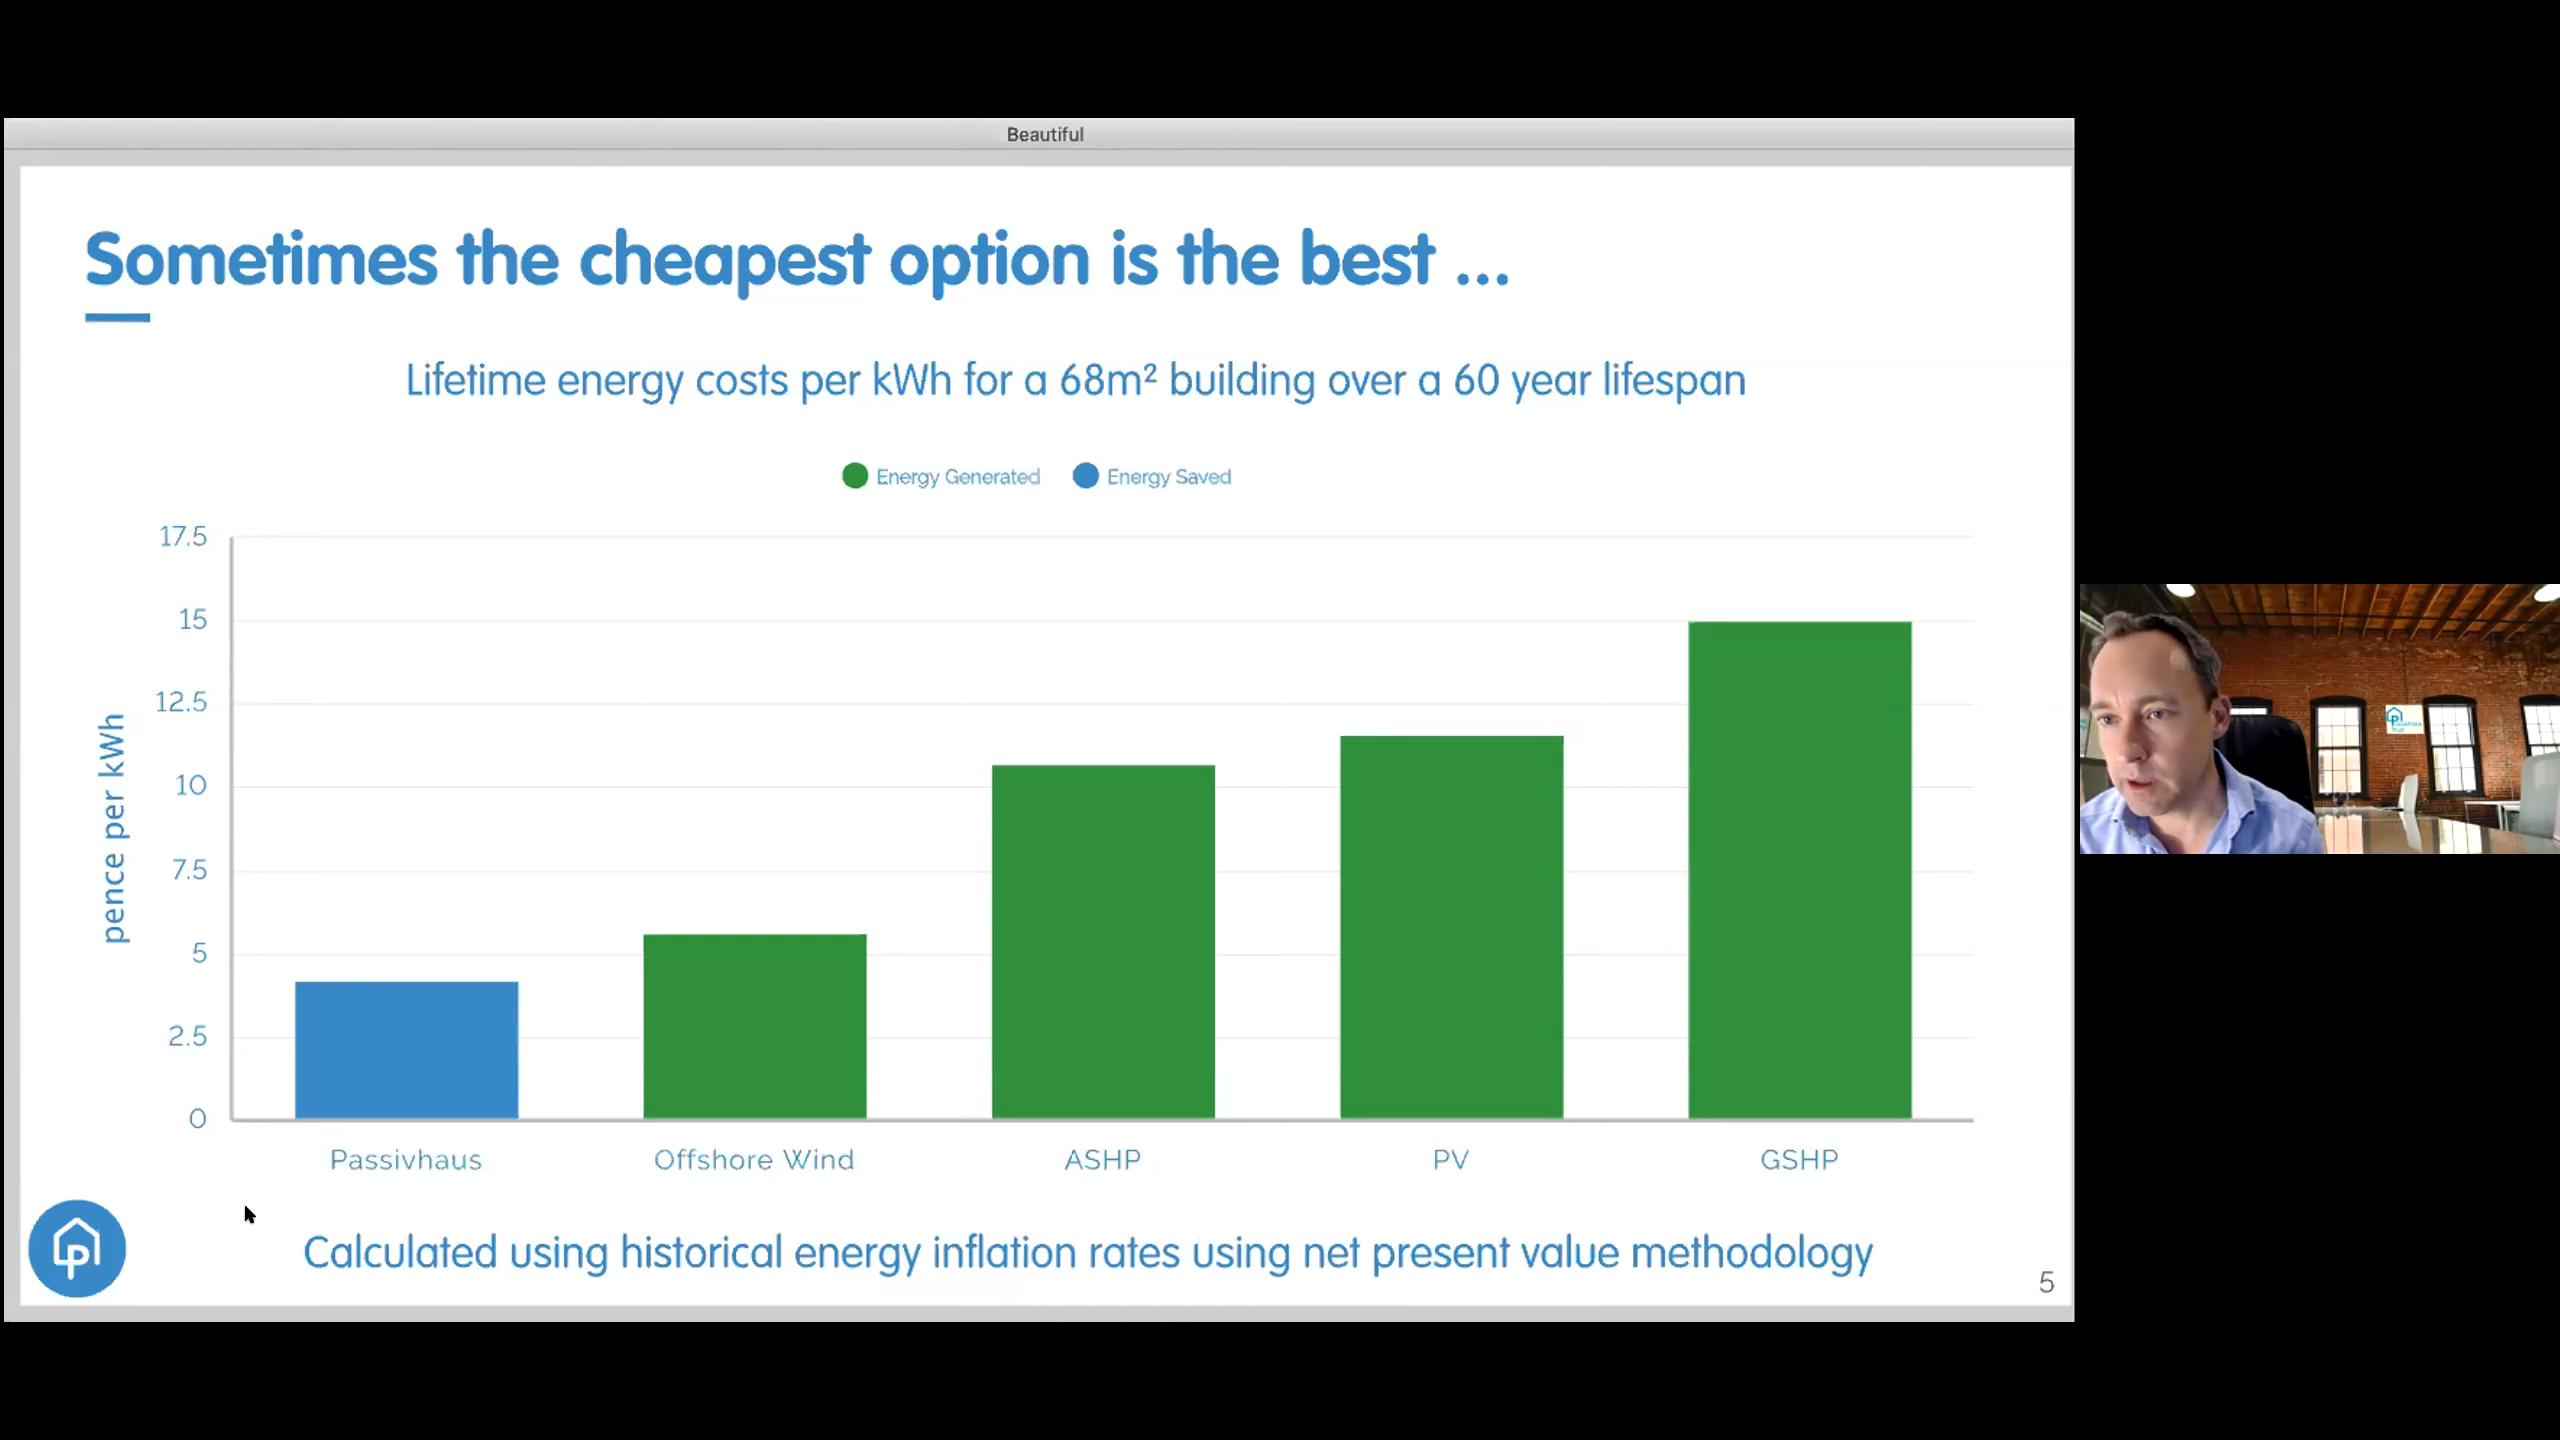 Beautiful
Sometimes the cheapest option is the best ...
Lifetime energy costs per kWh for a 68m² building over a 60 year lifespan
Energy Generated Energy Saved
17.5
15
12.5
10
7.5
5
2.5
0
pence per kWh
Passivhaus Offshore Wind ASHP PV GSHP
Calculated using historical energy inflation rates using net present value methodology
5